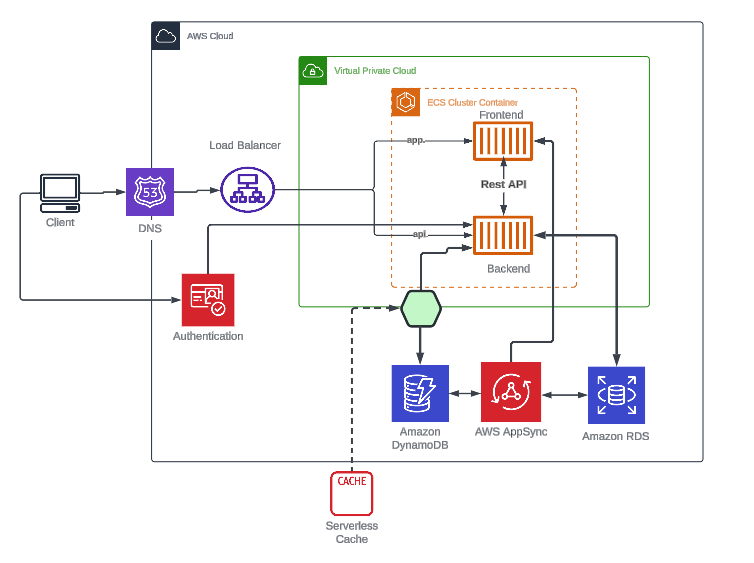 AWS Cloud
Virtual Private Cloud
ECS Cluster Container
Frontend
Load Balancer
app.
Rest API
53
Client
DNS
api.
Backend
Authentication
Amazon
DynamoDB
AWS AppSync
Amazon RDS
CACHE
Serverless
Cache